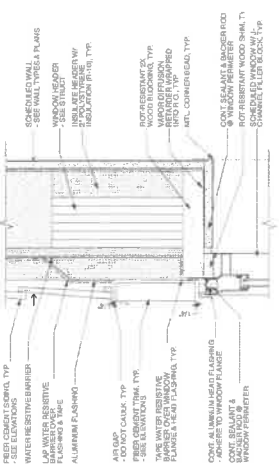 FIBER CEMENT SIDING, TYP.
- SEE ELEVATIONS
WATER RESISTIVE BARRIER
LAP WATER RESISTIVE
BARRIER OVER
FLASHING & TAPE
ALUMINUM FLASHING
AIR GAP
- DO NOT CAULK, TYP.
FIBER CEMENT TRIM, TYP.
- SEE ELEVATIONS
TAPE WATER RESISTIVE
BARRIER OVER WINDOW
FLANGE & HEAD FLASHING, TYP.
CONT. ALUMINUM HEAD FLASHING
- ADHERE TO WINDOW FLANGE
CONT. SEALANT &
BACKER ROD @
WINDOW PERIMETER
SCHEDULED WALL
- SEE WALL TYPES & PLANS
WINDOW HEADER
- SEE STRUCT
INSULATE HEADER W/
2" POLYSTYRENE
INSULATION (R-10), TYP.
ROT-RESISTANT 2X
WOOD BLOCKING, TYP.
VAPOR DIFFUSION
RETARDER WRAPPED
INTO R.O., TYP.
MTL. CORNER BEAD, TYP.
CONT. SEALANT & BACKER ROD
@ WINDOW PERIMETER
ROT-RESISTANT WOOD SHIM, T
SCHEDULED WINDOW W/ J-
CHANNEL FILLER BLOCK, TYP.